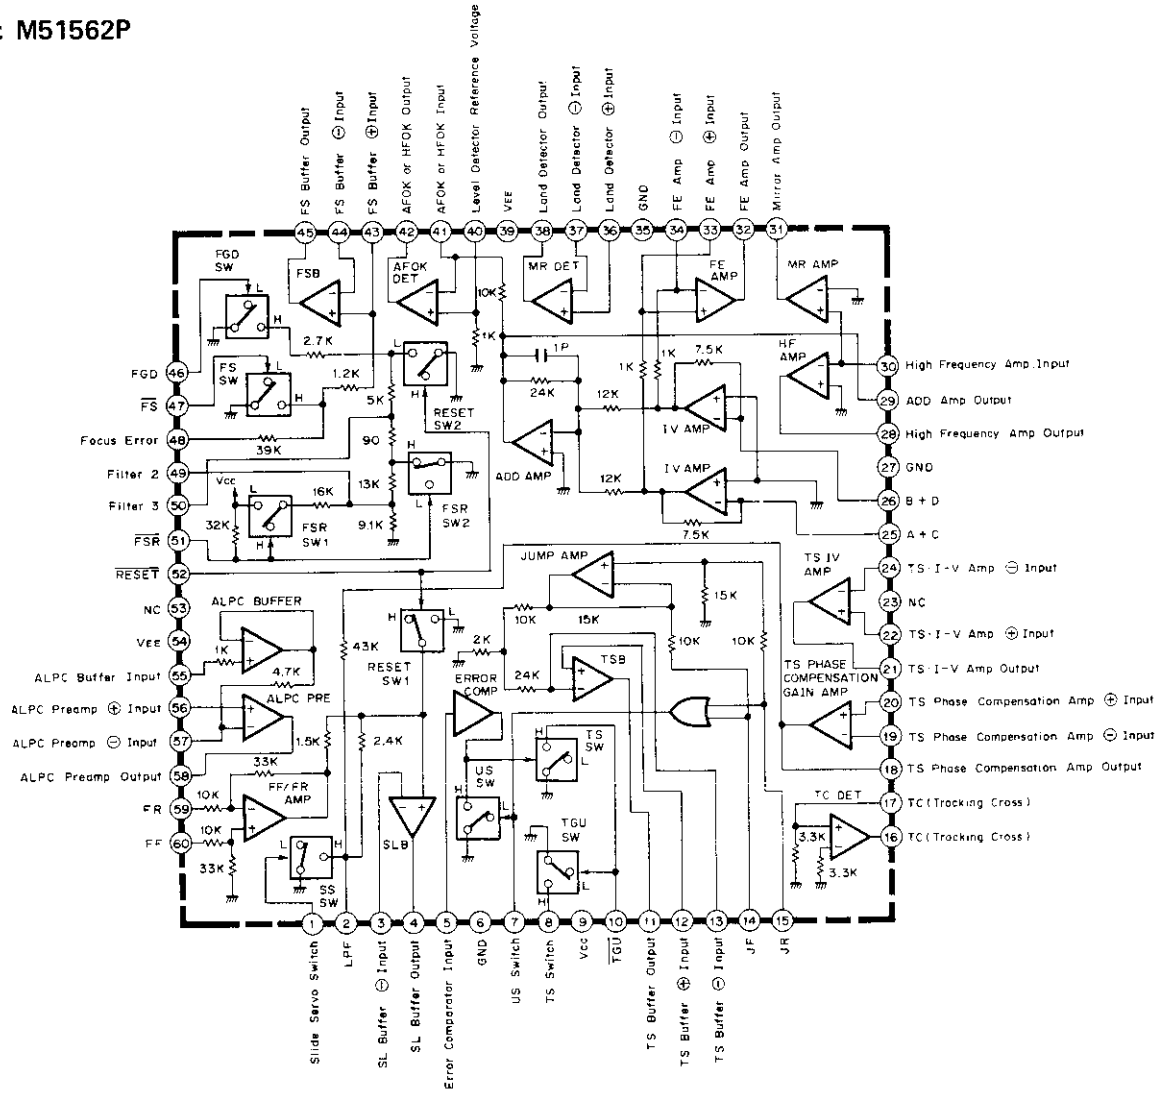 : M51562P
FS Buffer Output
FS Buffer ⊖ Input
FS Buffer ⊕ Input
AFOK or HFOK Output
AFOK or HFOK Input
Level Detector Reference Voltage
VEE
Land Detector Output
Land Detector ⊖ Input
Land Detector ⊕ Input
GND
FE Amp ⊖ Input
FE Amp ⊕ Input
FE Amp Output
Mirror Amp Output
45 44 43 42 41 40 39 38 37 36 35 34 33 32 31
FGD SW
L
H
FSB
AFOK DET
10K
1K
MR DET
FE AMP
MR AMP
HF AMP
2.7K
1.2K
FS SW
L
H
39K
5K
90
13K
9.1K
L
H
RESET SW2
H
L
FSR SW2
1P
24K
ADD AMP
12K
12K
1K
1K
7.5K
IV AMP
IV AMP
7.5K
Vcc
L
32K
H
16K
FSR SW1
46 FGD
47 FS
48 Focus Error
49 Filter 2
50 Filter 3
51 FSR
52 RESET
53 NC
54 VEE
55 ALPC Buffer Input
56 ALPC Preamp ⊕ Input
57 ALPC Preamp ⊖ Input
58 ALPC Preamp Output
59 FR
60 FF
30 High Frequency Amp.Input
29 ADD Amp Output
28 High Frequency Amp Output
27 GND
26 B + D
25 A + C
24 TS·I-V Amp ⊖ Input
23 NC
22 TS·I-V Amp ⊕ Input
21 TS·I-V Amp Output
20 TS Phase Compensation Amp ⊕ Input
19 TS Phase Compensation Amp ⊖ Input
18 TS Phase Compensation Amp Output
17 TC (Tracking Cross)
16 TC (Tracking Cross)
ALPC BUFFER
1K
4.7K
ALPC PRE
1.5K
33K
10K
10K
33K
FF/FR AMP
L
H
SS SW
43K
H
L
RESET SW1
2.4K
SLB
JUMP AMP
10K
15K
15K
10K
10K
2K
24K
TSB
ERROR COMP
H
L
TS SW
US SW
H
L
TGU SW
L
H
TS IV AMP
TS PHASE COMPENSATION GAIN AMP
TC DET
3.3K
3.3K
1 2 3 4 5 6 7 8 9 10 11 12 13 14 15
Slide Servo Switch
LPF
SL Buffer ⊖ Input
SL Buffer Output
Error Comparator Input
GND
US Switch
TS Switch
Vcc
TGU
TS Buffer Output
TS Buffer ⊕ Input
TS Buffer ⊖ Input
JF
JR